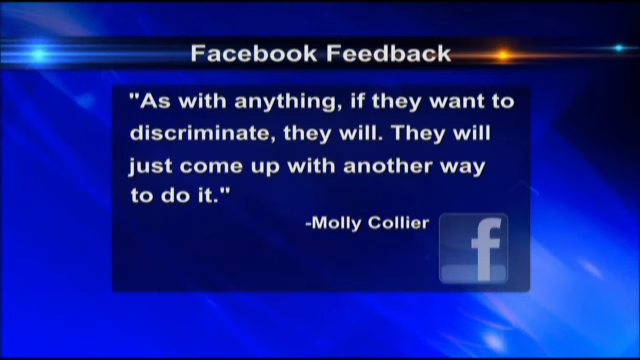 Facebook Feedback
"As with anything, if they want to
discriminate, they will. They will
just come up with another way
to do it."
-Molly Collier
f